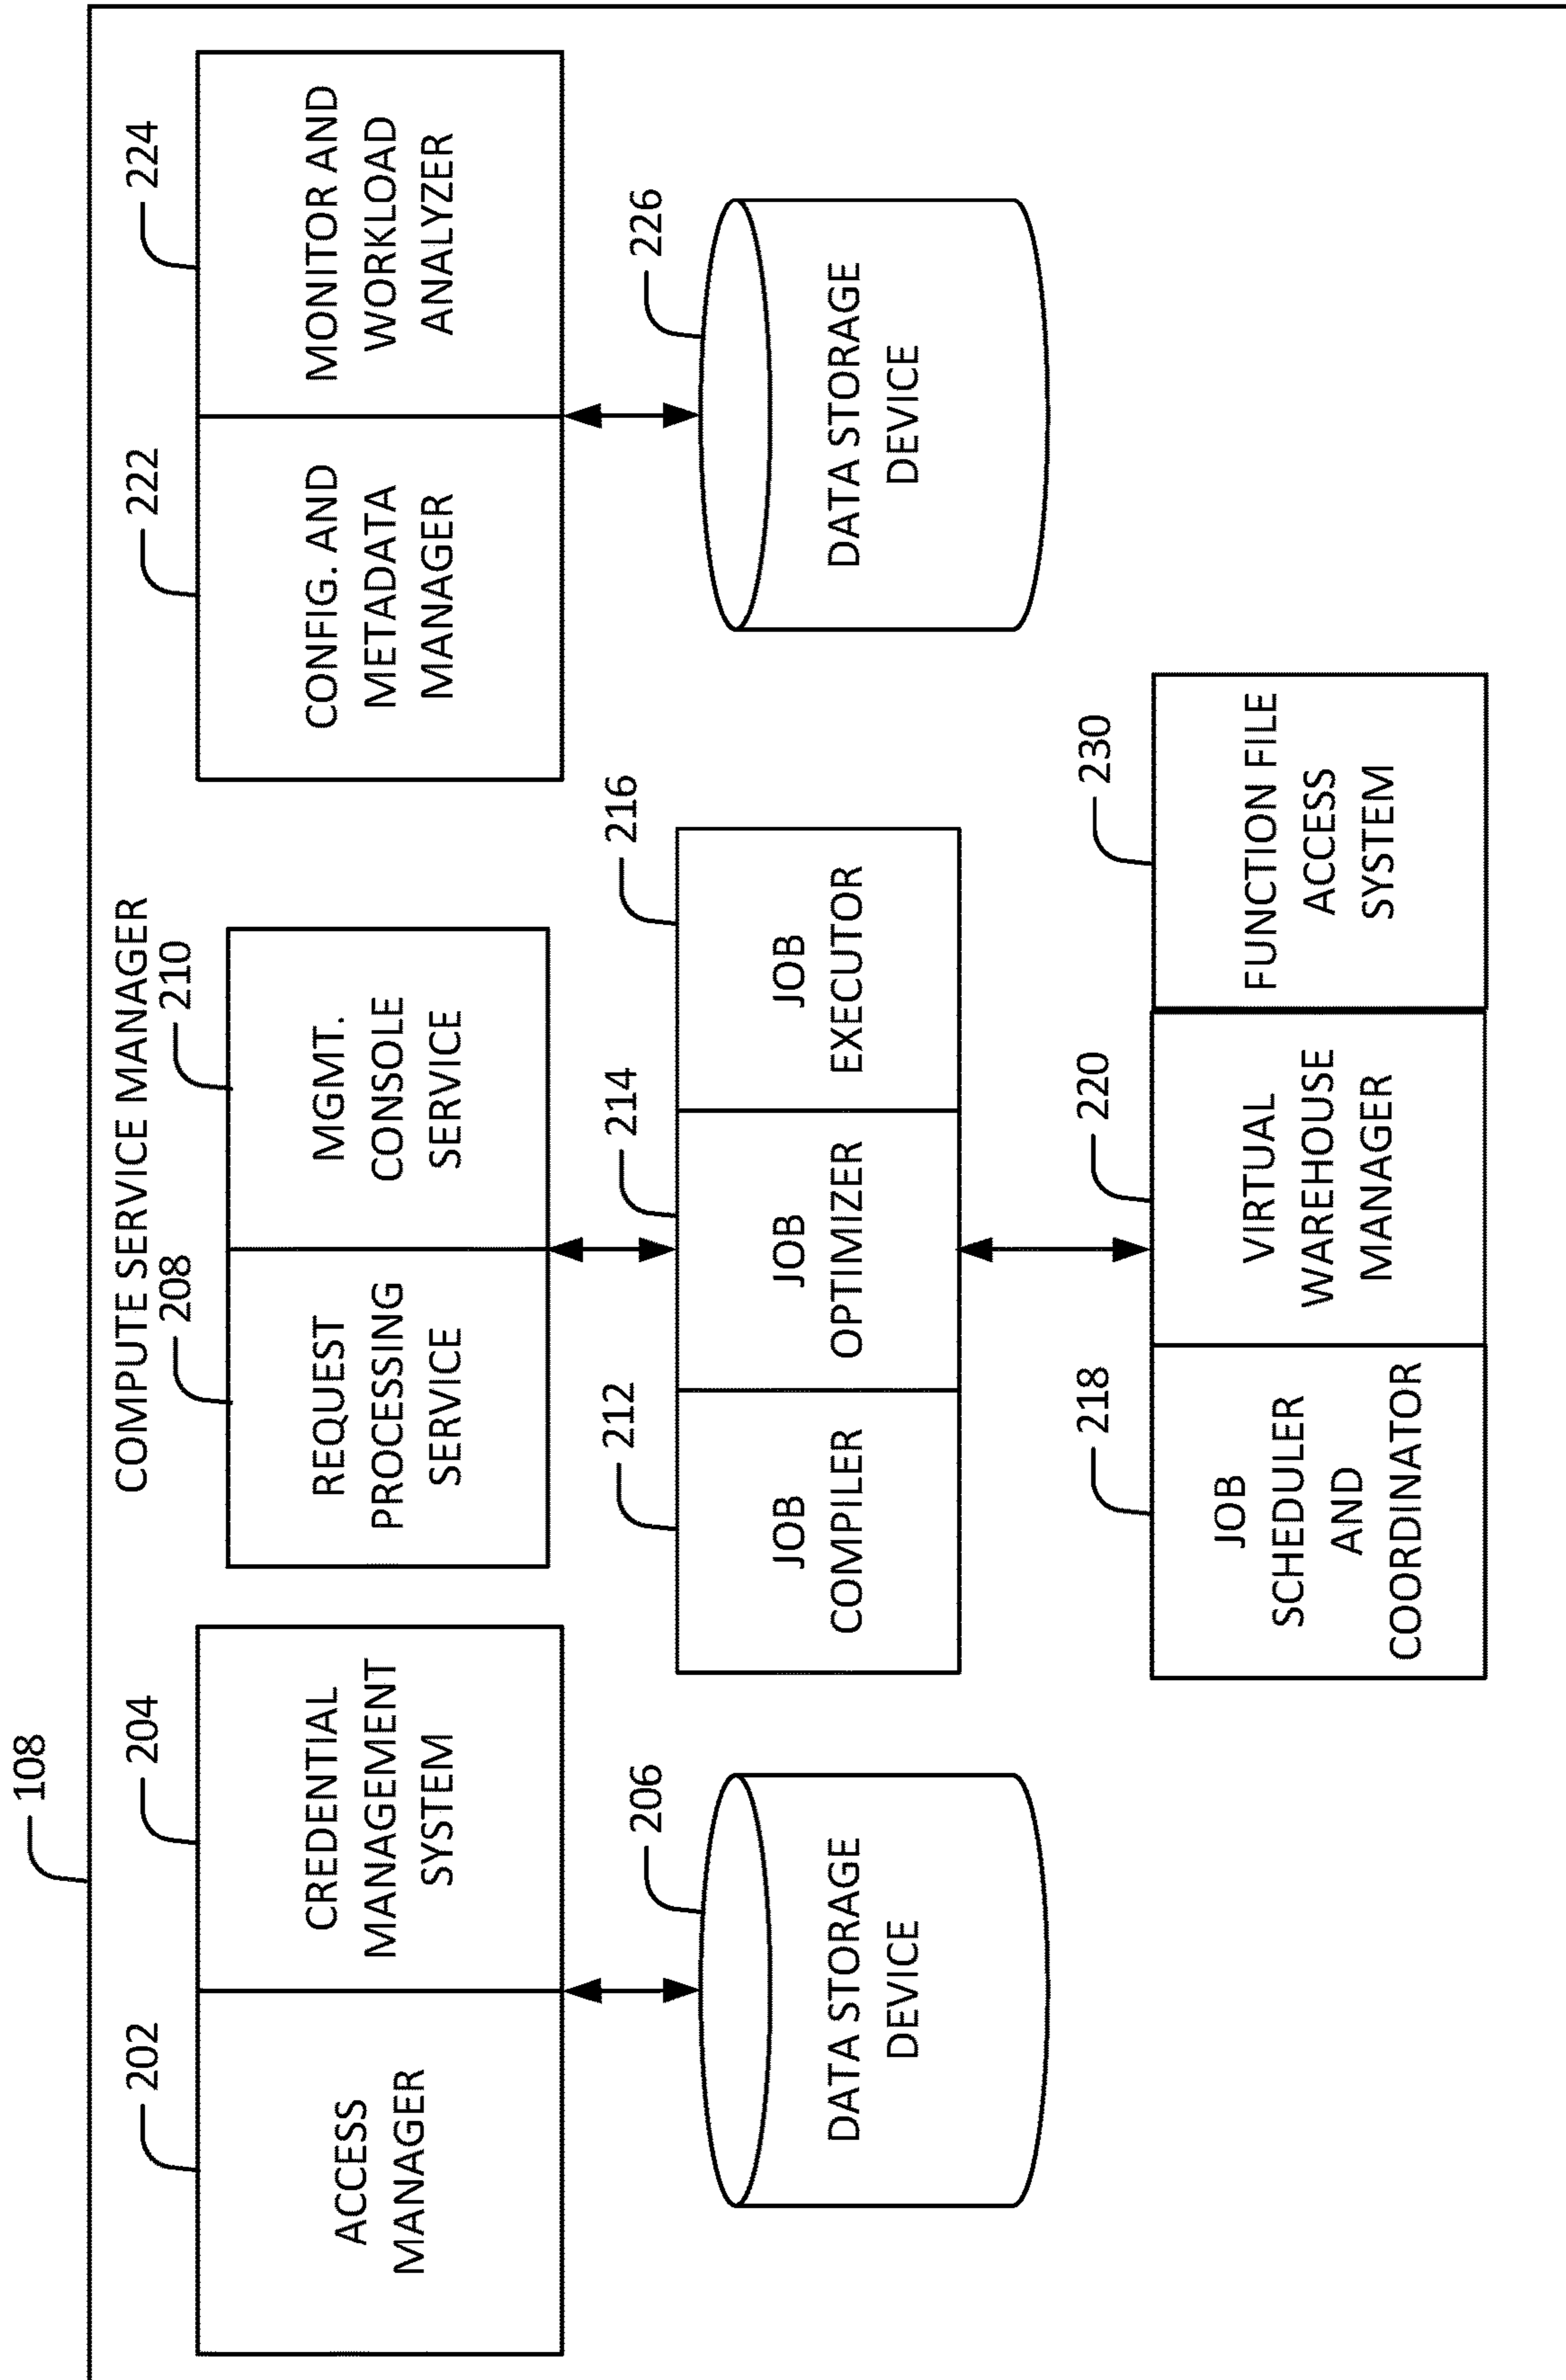 108
COMPUTE SERVICE MANAGER
202
204
ACCESS
MANAGER
CREDENTIAL
MANAGEMENT
SYSTEM
206
DATA STORAGE
DEVICE
208
210
REQUEST
PROCESSING
SERVICE
MGMT.
CONSOLE
SERVICE
212
214
216
JOB
COMPILER
JOB
OPTIMIZER
JOB
EXECUTOR
218
220
230
JOB
SCHEDULER
AND
COORDINATOR
VIRTUAL
WAREHOUSE
MANAGER
FUNCTION FILE
ACCESS
SYSTEM
222
224
CONFIG. AND
METADATA
MANAGER
MONITOR AND
WORKLOAD
ANALYZER
226
DATA STORAGE
DEVICE